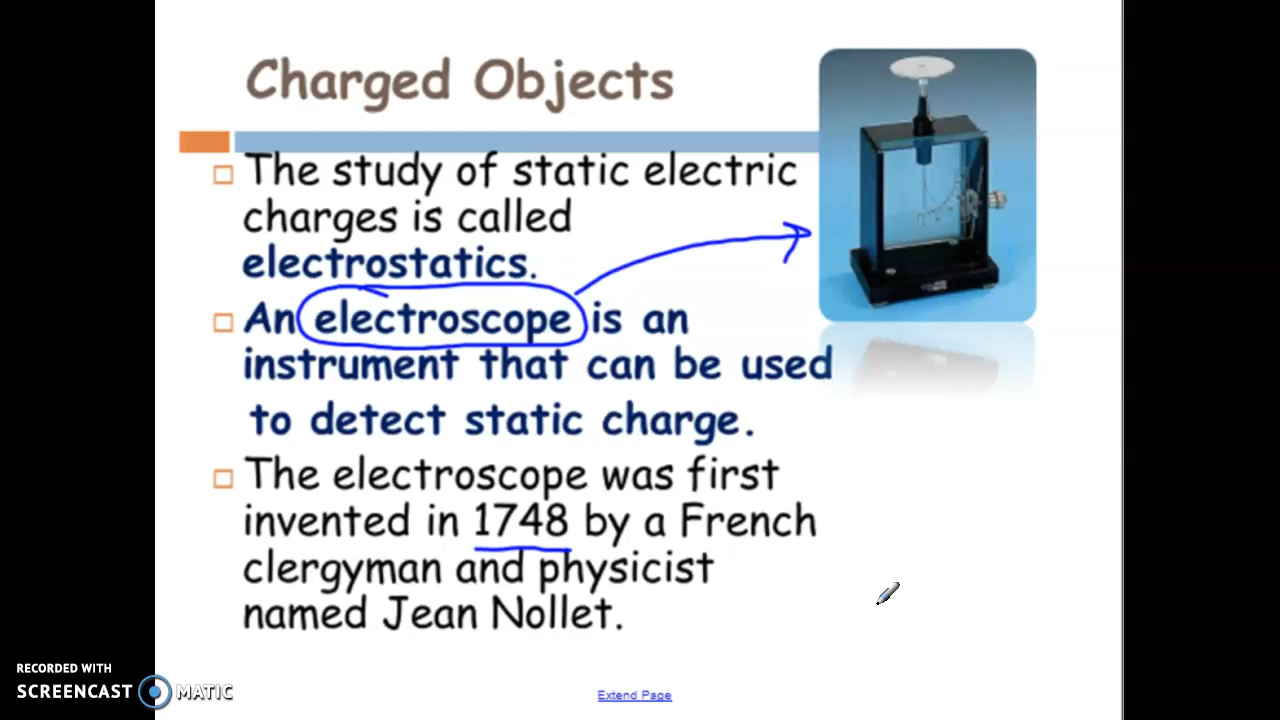 Charged Objects
The study of static electric
charges is called
electrostatics.
An electroscope is an
instrument that can be used
to detect static charge.
The electroscope was first
invented in 1748 by a French
clergyman and physicist
named Jean Nollet.
RECORDED WITH
SCREENCAST MATIC
Extend Page